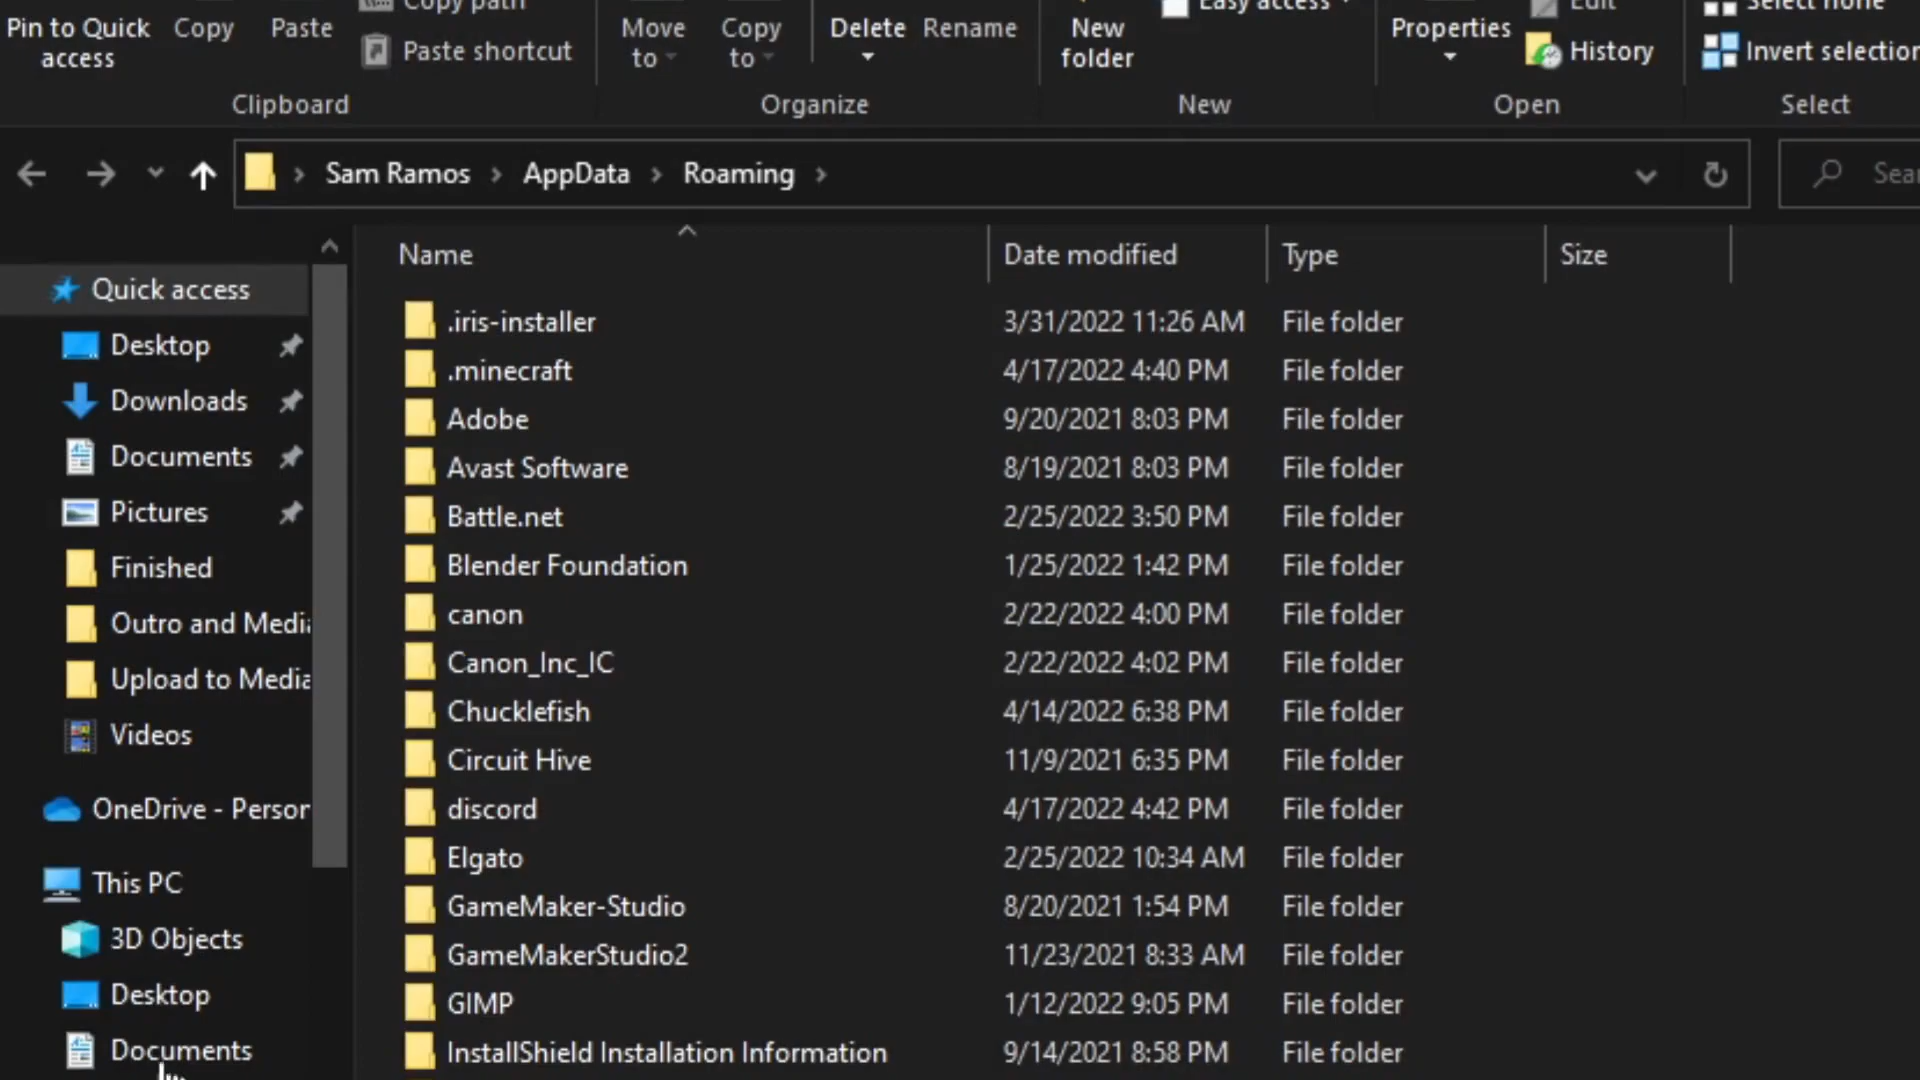 Pin to Quick access
Copy
Paste
Copy path
Paste shortcut
Move to
Copy to
Delete
Rename
New folder
Easy access
Properties
Edit
History
Select none
Invert selection
Clipboard
Organize
New
Open
Select
Sam Ramos > AppData > Roaming >
Sear
Name
Date modified
Type
Size
Quick access
Desktop
Downloads
Documents
Pictures
Finished
Outro and Media
Upload to Media
Videos
OneDrive - Person
This PC
3D Objects
Desktop
Documents
.iris-installer 3/31/2022 11:26 AM File folder
.minecraft 4/17/2022 4:40 PM File folder
Adobe 9/20/2021 8:03 PM File folder
Avast Software 8/19/2021 8:03 PM File folder
Battle.net 2/25/2022 3:50 PM File folder
Blender Foundation 1/25/2022 1:42 PM File folder
canon 2/22/2022 4:00 PM File folder
Canon_Inc_IC 2/22/2022 4:02 PM File folder
Chucklefish 4/14/2022 6:38 PM File folder
Circuit Hive 11/9/2021 6:35 PM File folder
discord 4/17/2022 4:42 PM File folder
Elgato 2/25/2022 10:34 AM File folder
GameMaker-Studio 8/20/2021 1:54 PM File folder
GameMakerStudio2 11/23/2021 8:33 AM File folder
GIMP 1/12/2022 9:05 PM File folder
InstallShield Installation Information 9/14/2021 8:58 PM File folder